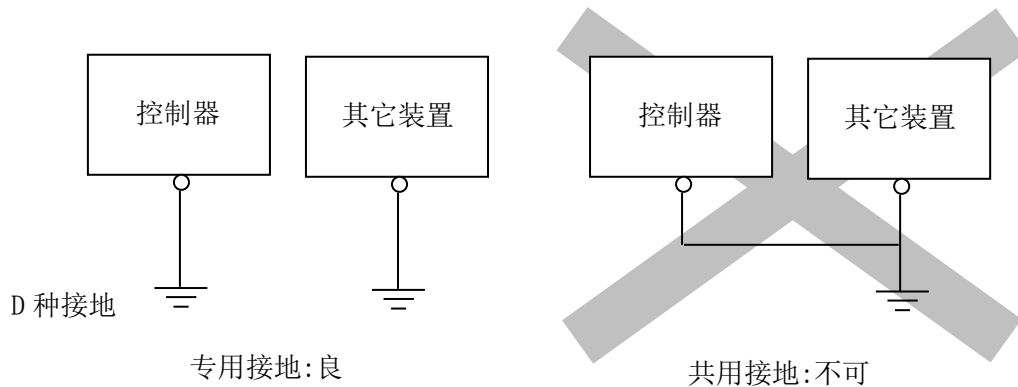 控制器
其它装置
控制器
其它装置
D 种接地
专用接地:良
共用接地:不可